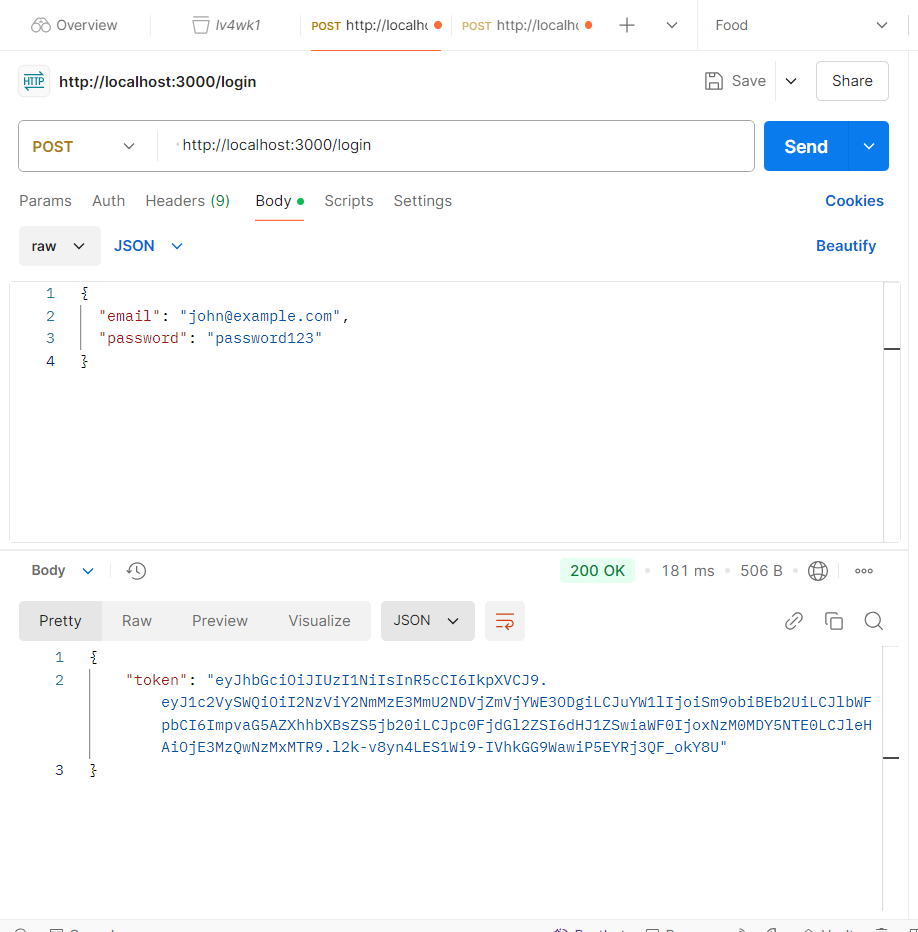 Overview
lv4wk1
POST http://localhc
POST http://localhc
Food
HTTP
http://localhost:3000/login
Save
Share
POST
http://localhost:3000/login
Send
Params
Auth
Headers (9)
Body
Scripts
Settings
Cookies
raw
JSON
Beautify
1 {
2 "email": "john@example.com",
3 "password": "password123"
4 }
Body
200 OK
181 ms
506 B
Pretty
Raw
Preview
Visualize
JSON
1 {
2 "token": "eyJhbGciOiJIUzI1NiIsInR5cCI6IkpXVCJ9.
eyJ1c2VySWQiOiI2NzViY2NmMzE3MmU2NDVjZmVjYWE3ODgiLCJuYW1lIjoiSm9obiBEb2UiLCJlbWF
pbCI6ImpvaG5AZXhhbXBsZS5jb20iLCJpc0FjdGl2ZSI6dHJ1ZSwiaWF0IjoxNzM0MDY5NTE0LCJleH
AiOjE3MzQwNzMxMTR9.l2k-v8yn4LES1Wi9-IVhkGG9WawiP5EYRj3QF_okY8U"
3 }